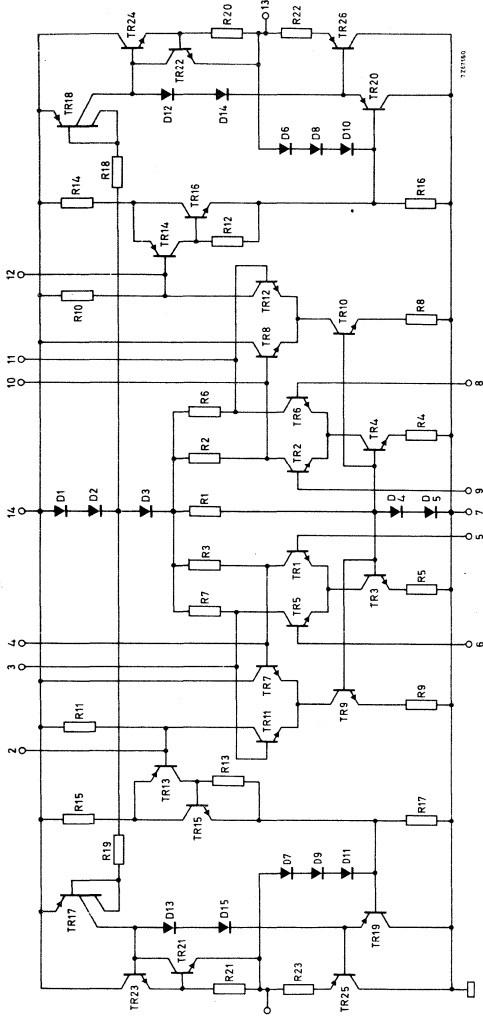 2
3
4
14
10
11
12
13
TR17
R19
R15
R11
D1
D2
D3
R10
R14
R18
TR18
TR24
R20
TR23
D13
D15
TR21
R21
R23
TR25
TR19
D7
D9
D11
R17
TR15
TR13
R13
TR11
TR7
R7
R3
R1
R2
R6
TR8
TR12
TR14
TR16
R12
D12
D14
TR22
R22
TR26
TR20
D6
D8
D10
R16
TR5
TR1
TR2
TR6
TR9
R9
TR3
R5
D 4
D 5
TR4
R4
TR10
R8
6
5
7
9
8
7Z67160